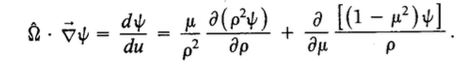 Ω̂ · ∇⃗ψ = dψ/du = μ/ρ² ∂(ρ²ψ)/∂ρ + ∂/∂μ [(1 − μ²)ψ]/ρ .